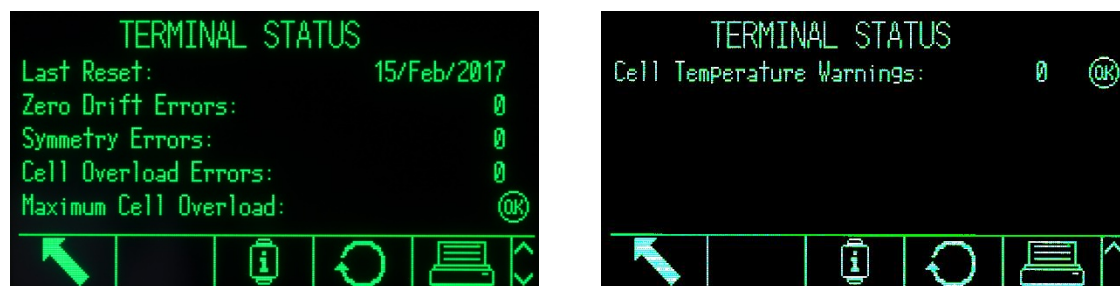 TERMINAL STATUS
Last Reset: 15/Feb/2017
Zero Drift Errors: 0
Symmetry Errors: 0
Cell Overload Errors: 0
Maximum Cell Overload: OK
i
TERMINAL STATUS
Cell Temperature Warnings: 0 OK
i